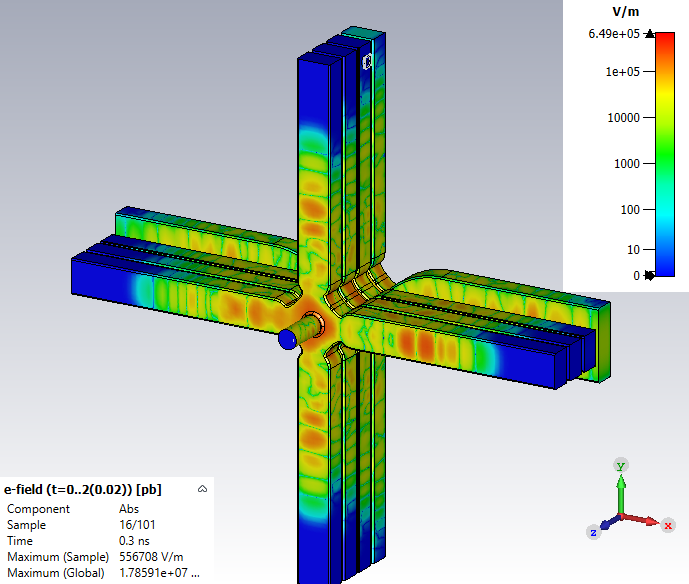 V/m
6.49e+05
1e+05
10000
1000
100
10
0
y
x
z
e-field (t=0..2(0.02)) [pb]
Component Abs
Sample 16/101
Time 0.3 ns
Maximum (Sample) 556708 V/m
Maximum (Global) 1.78591e+07 ...